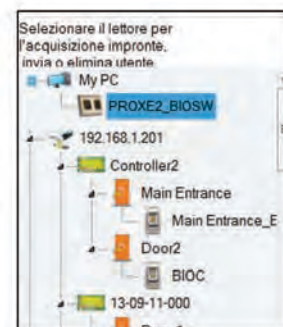 Selezionare il lettore per
l'acquisizione impronte,
invia o elimina utente
My PC
PROXE2_BIOSW
192.168.1.201
Controller2
Main Entrance
Main Entrance_E
Door2
BIOC
13-09-11-000